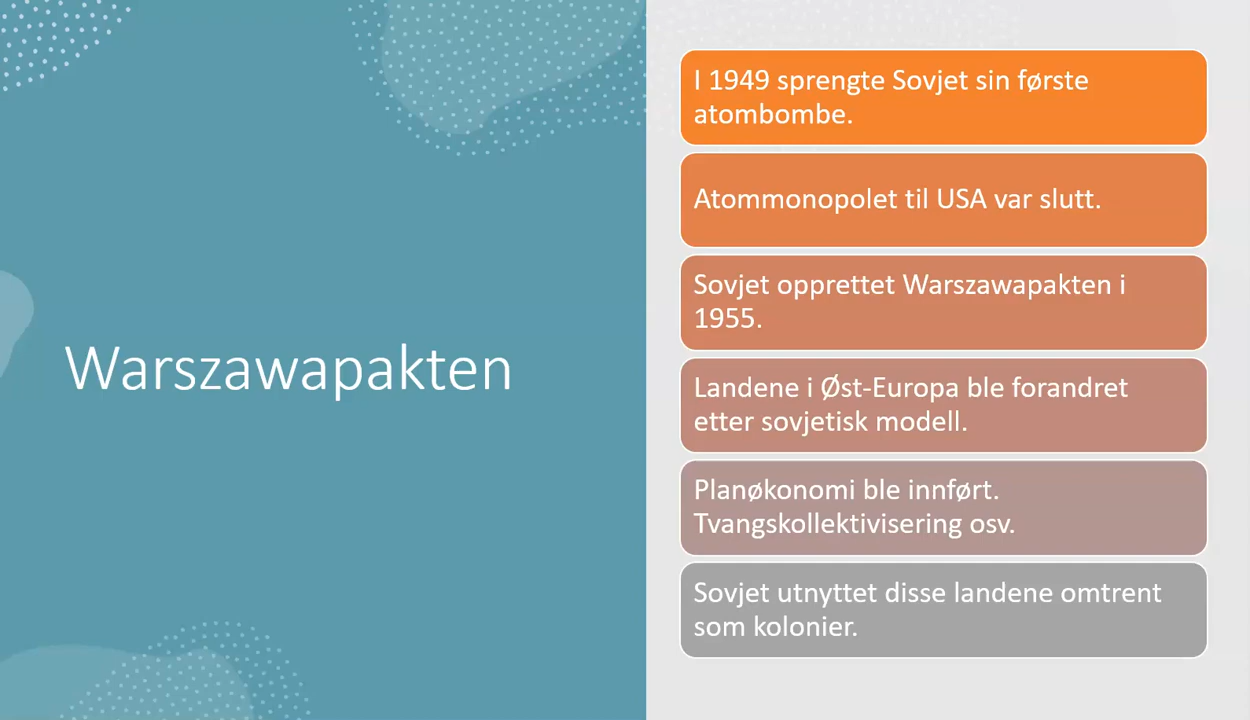 Warszawapakten
I 1949 sprengte Sovjet sin første
atombombe.
Atommonopolet til USA var slutt.
Sovjet opprettet Warszawapakten i
1955.
Landene i Øst-Europa ble forandret
etter sovjetisk modell.
Planøkonomi ble innført.
Tvangskollektivisering osv.
Sovjet utnyttet disse landene omtrent
som kolonier.